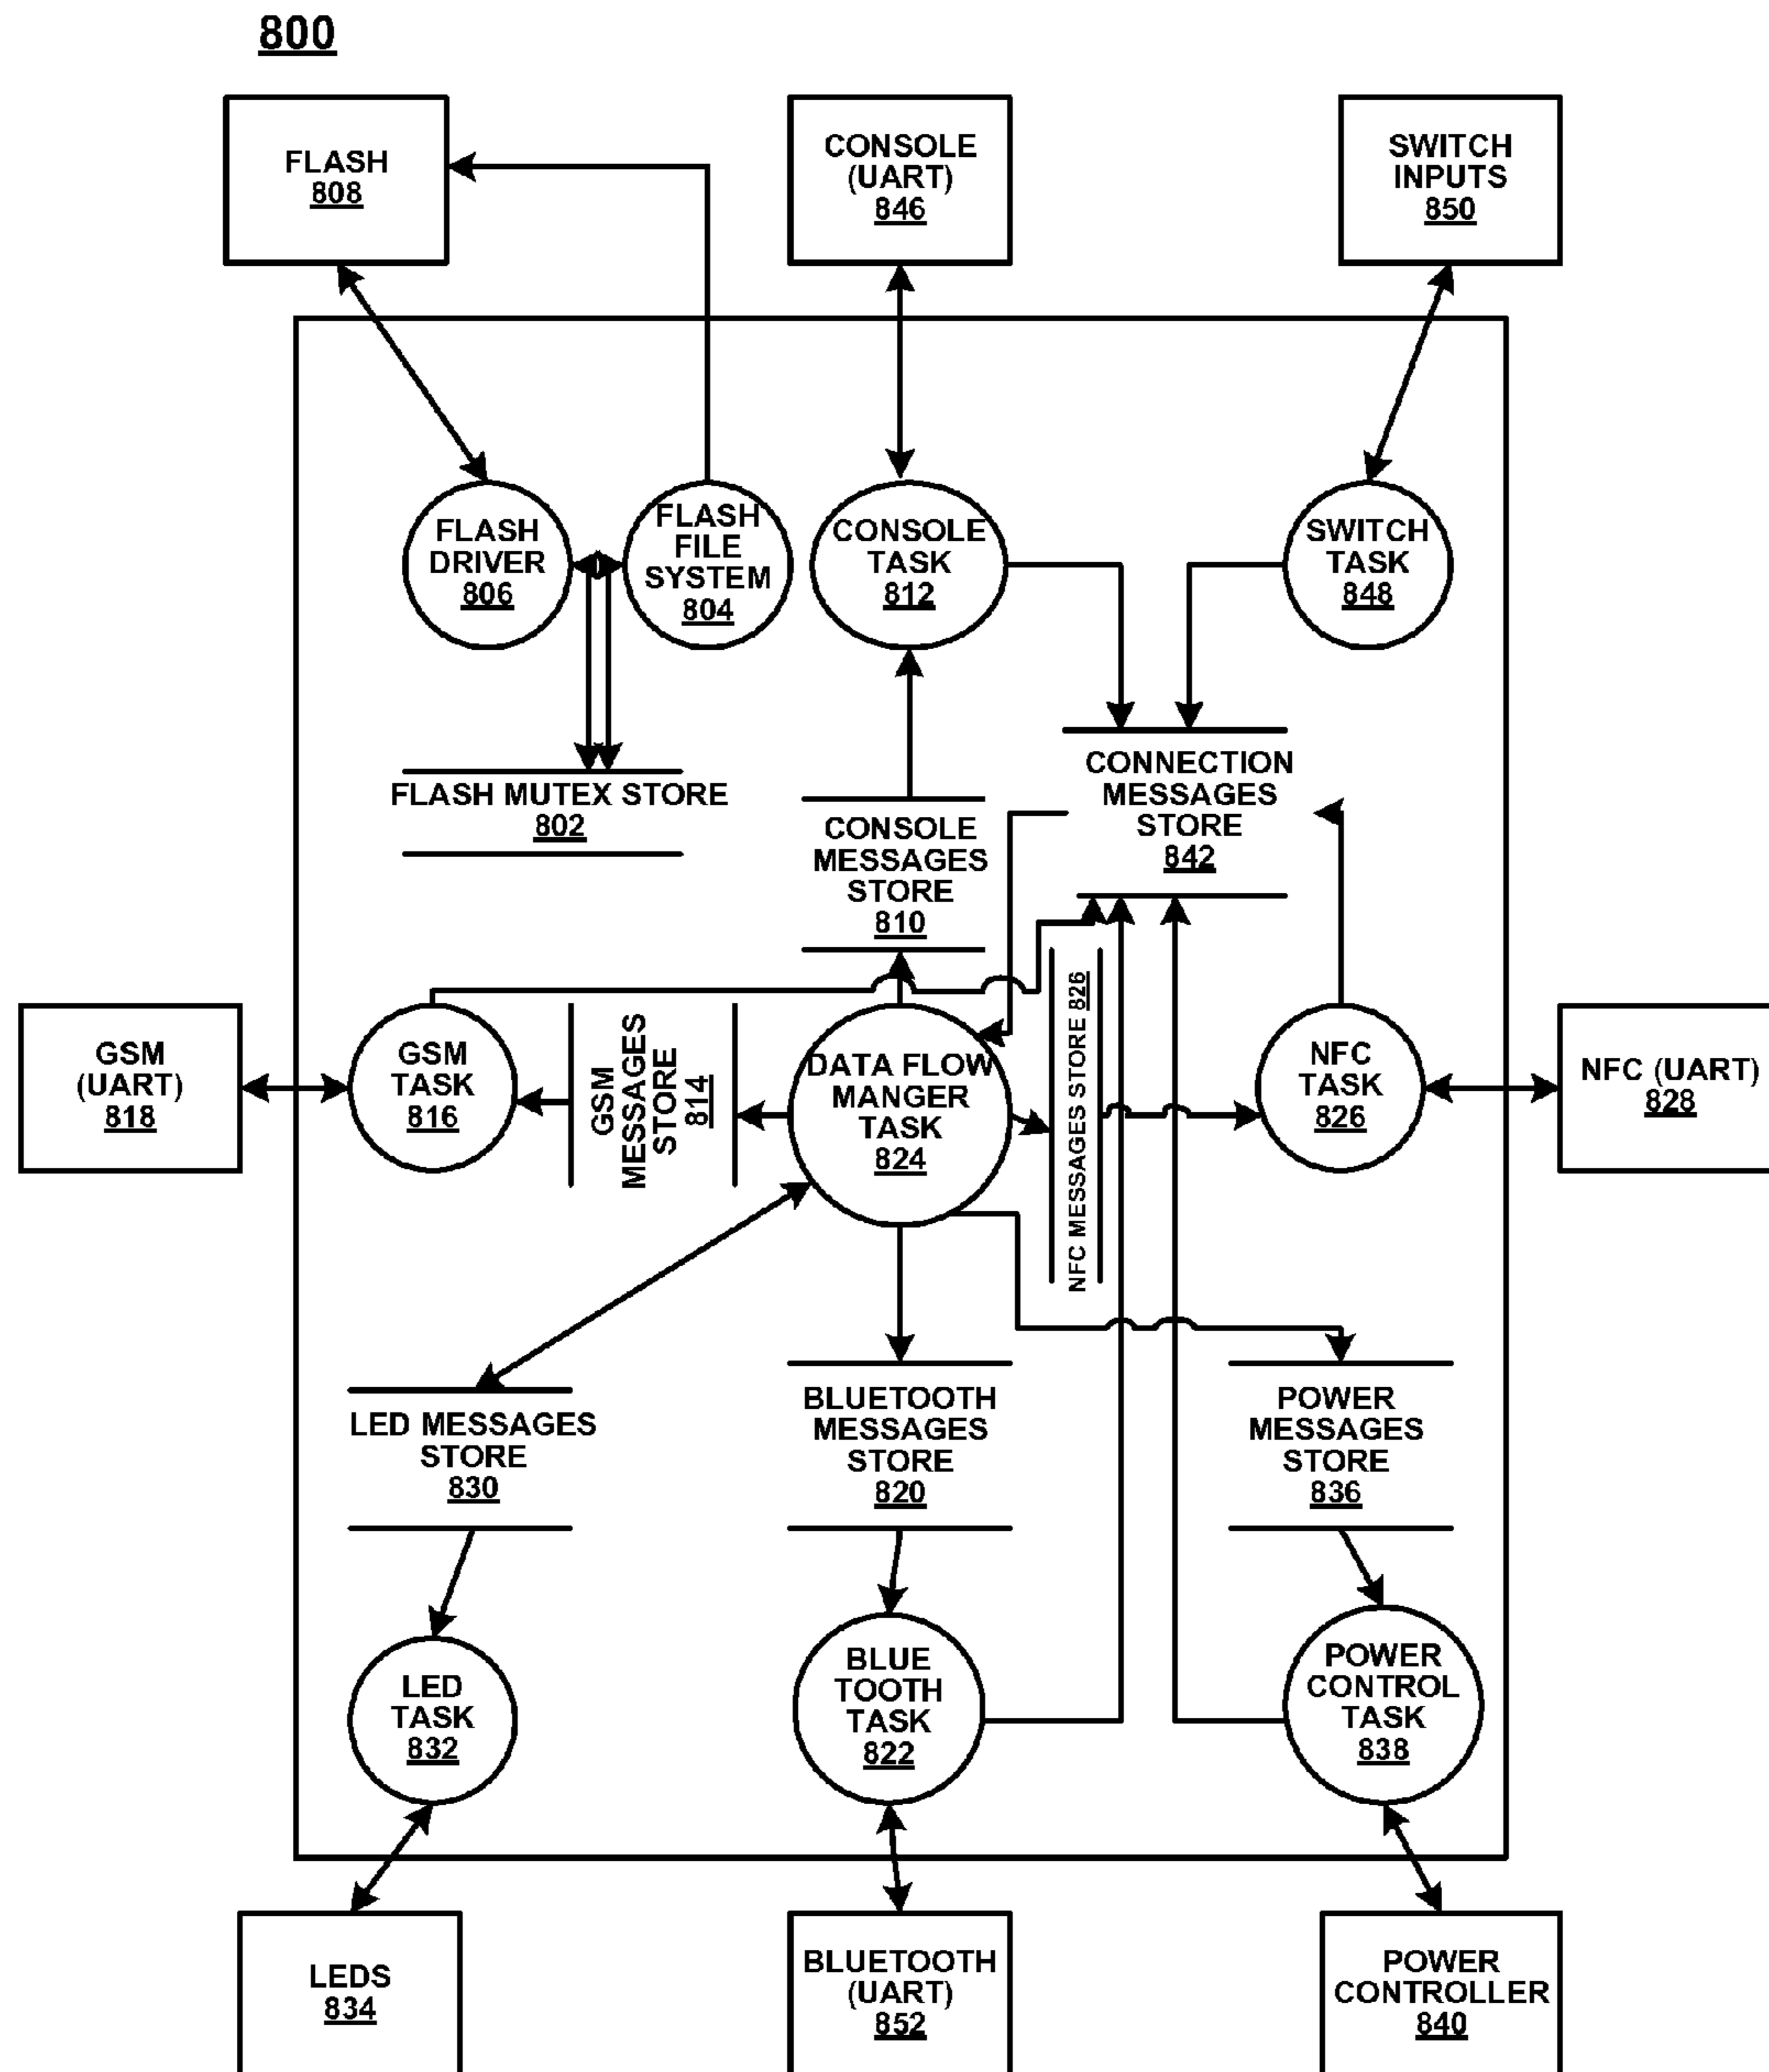 800
FLASH
808
CONSOLE
(UART)
846
SWITCH
INPUTS
850
FLASH
DRIVER
806
FLASH
FILE
SYSTEM
804
CONSOLE
TASK
812
SWITCH
TASK
848
FLASH MUTEX STORE
802
CONSOLE
MESSAGES
STORE
810
CONNECTION
MESSAGES
STORE
842
GSM
(UART)
818
GSM
TASK
816
GSM
MESSAGES
STORE
814
DATA FLOW
MANGER
TASK
824
NFC MESSAGES STORE 826
NFC
TASK
826
NFC (UART)
828
LED MESSAGES
STORE
830
BLUETOOTH
MESSAGES
STORE
820
POWER
MESSAGES
STORE
836
LED
TASK
832
BLUE
TOOTH
TASK
822
POWER
CONTROL
TASK
838
LEDS
834
BLUETOOTH
(UART)
852
POWER
CONTROLLER
840